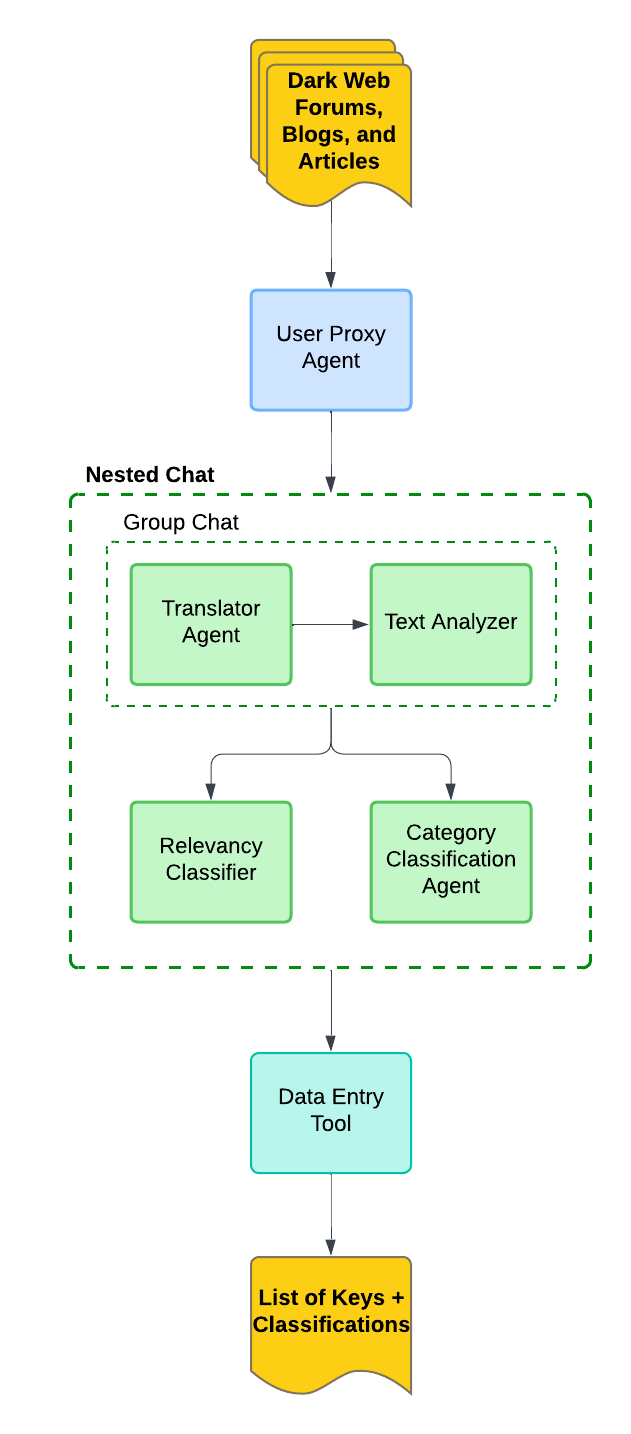 Dark Web
Forums,
Blogs, and
Articles
User Proxy
Agent
Nested Chat
Group Chat
Translator
Agent
Text Analyzer
Relevancy
Classifier
Category
Classification
Agent
Data Entry
Tool
List of Keys +
Classifications